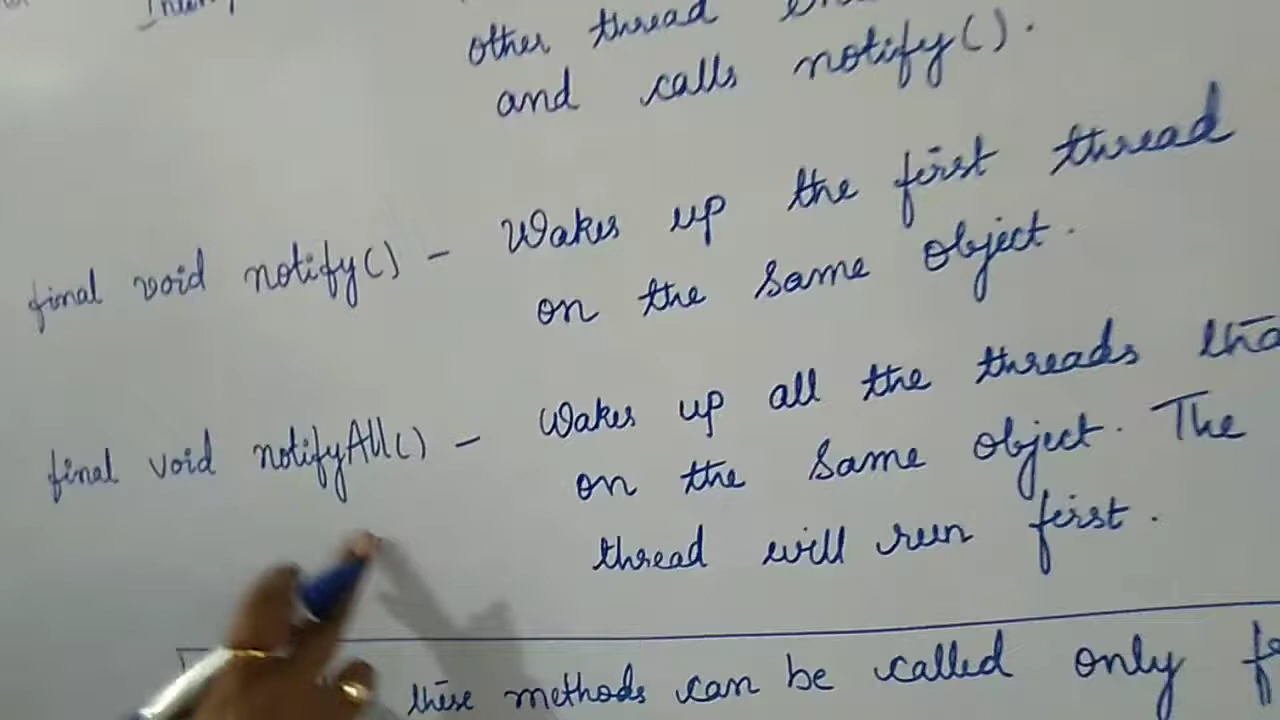 other thread
and calls notify().
final void notify() - Wakes up the first thread
on the same object.
final void notifyAll() - Wakes up all the threads
on the same object. The
thread will run first.
these methods can be called only